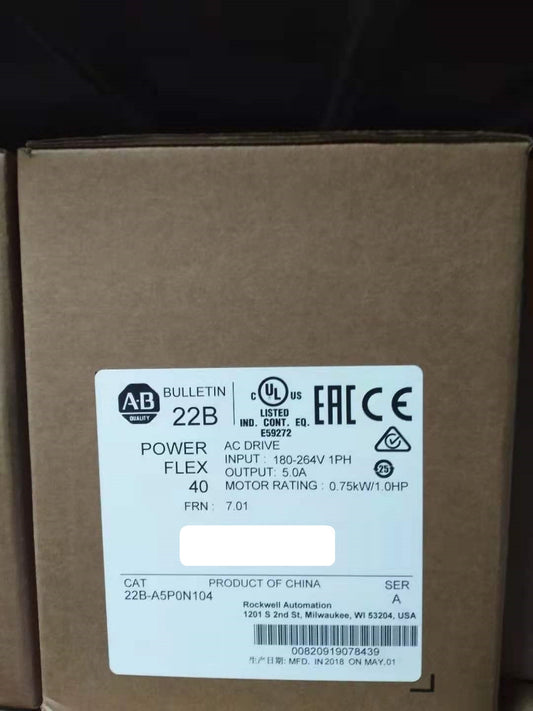 A-B
QUALITY
BULLETIN
22B
C UL US
LISTED
IND. CONT. EQ.
E59272
EAC CE
POWER
FLEX
40
AC DRIVE
INPUT : 180-264V 1PH
OUTPUT: 5.0A
MOTOR RATING : 0.75kW/1.0HP
25
FRN : 7.01
CAT
22B-A5P0N104
PRODUCT OF CHINA
SER
A
Rockwell Automation
1201 S 2nd St, Milwaukee, WI 53204, USA
00820919078439
生产日期: MFD. IN 2018 ON MAY.01